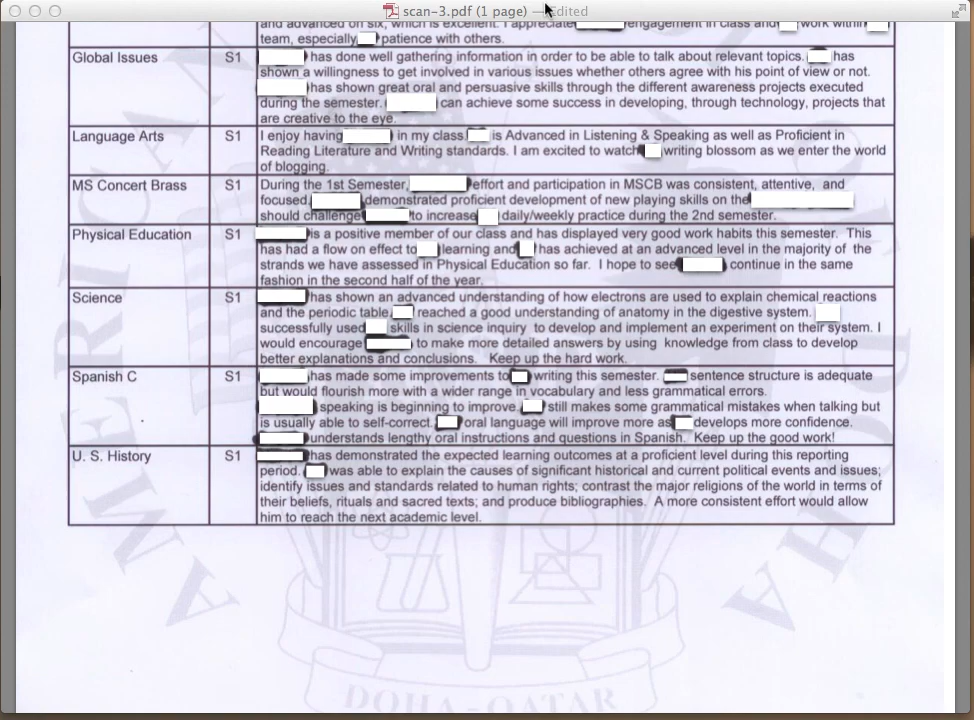 scan-3.pdf (1 page) — Edited
and advanced on six, which is excellent. I appreciate engagement in class and work within
team, especially patience with others.
Global Issues S1 has done well gathering information in order to be able to talk about relevant topics. has
shown a willingness to get involved in various issues whether others agree with his point of view or not.
has shown great oral and persuasive skills through the different awareness projects executed
during the semester. can achieve some success in developing, through technology, projects that
are creative to the eye.
Language Arts S1 I enjoy having in my class. is Advanced in Listening & Speaking as well as Proficient in
Reading Literature and Writing standards. I am excited to watch writing blossom as we enter the world
of blogging.
MS Concert Brass S1 During the 1st Semester, effort and participation in MSCB was consistent, attentive, and
focused. demonstrated proficient development of new playing skills on the
should challenge to increase daily/weekly practice during the 2nd semester.
Physical Education S1 is a positive member of our class and has displayed very good work habits this semester. This
has had a flow on effect to learning and has achieved at an advanced level in the majority of the
strands we have assessed in Physical Education so far. I hope to see continue in the same
fashion in the second half of the year.
Science S1 has shown an advanced understanding of how electrons are used to explain chemical reactions
and the periodic table. reached a good understanding of anatomy in the digestive system.
successfully used skills in science inquiry to develop and implement an experiment on their system. I
would encourage to make more detailed answers by using knowledge from class to develop
better explanations and conclusions. Keep up the hard work.
Spanish C S1 has made some improvements to writing this semester. sentence structure is adequate
but would flourish more with a wider range in vocabulary and less grammatical errors.
speaking is beginning to improve. still makes some grammatical mistakes when talking but
is usually able to self-correct. oral language will improve more as develops more confidence.
understands lengthy oral instructions and questions in Spanish. Keep up the good work!
U. S. History S1 has demonstrated the expected learning outcomes at a proficient level during this reporting
period. was able to explain the causes of significant historical and current political events and issues;
identify issues and standards related to human rights; contrast the major religions of the world in terms of
their beliefs, rituals and sacred texts; and produce bibliographies. A more consistent effort would allow
him to reach the next academic level.
AMERICAN
DOHA
DOHA-QATAR